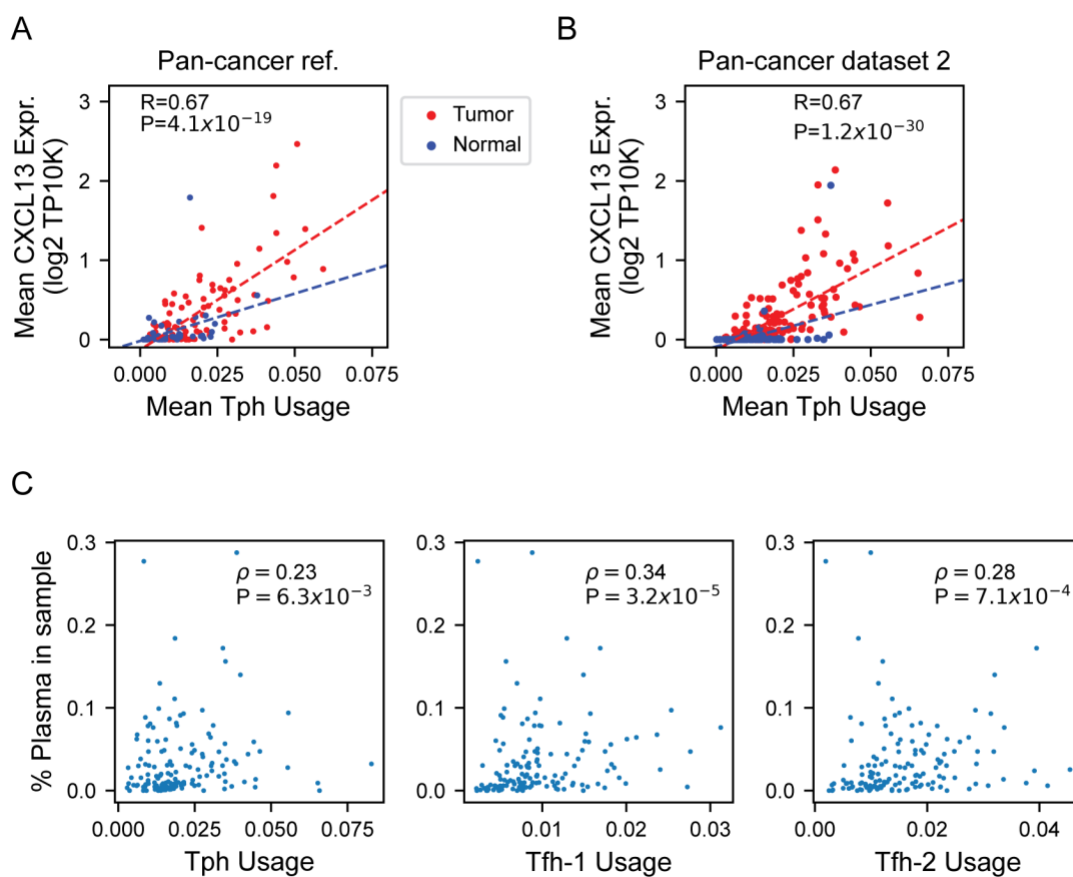 A
Pan-cancer ref.
Mean CXCL13 Expr.
(log2 TP10K)
3
2
1
0
R=0.67
P=4.1x10⁻¹⁹
0.000
0.025
0.050
0.075
Mean Tph Usage
Tumor
Normal
B
Pan-cancer dataset 2
Mean CXCL13 Expr.
(log2 TP10K)
3
2
1
0
R=0.67
P=1.2x10⁻³⁰
0.000
0.025
0.050
0.075
Mean Tph Usage
C
% Plasma in sample
0.3
0.2
0.1
0.0
ρ = 0.23
P = 6.3x10⁻³
0.000
0.025
0.050
0.075
Tph Usage
0.3
0.2
0.1
0.0
ρ = 0.34
P = 3.2x10⁻⁵
0.01
0.02
0.03
Tfh-1 Usage
0.3
0.2
0.1
0.0
ρ = 0.28
P = 7.1x10⁻⁴
0.00
0.02
0.04
Tfh-2 Usage